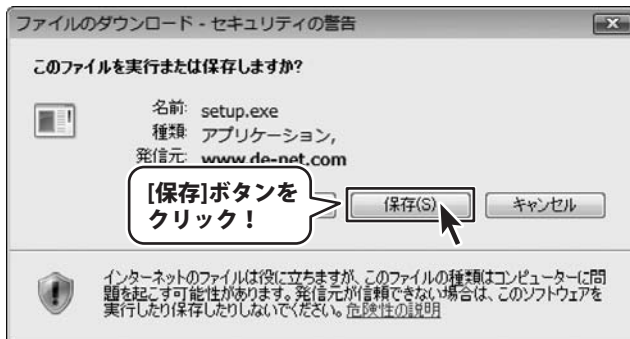 ファイルのダウンロード - セキュリティの警告
このファイルを実行または保存しますか?
名前: setup.exe
種類: アプリケーション,
発信元: www.de-net.com
[保存]ボタンを
クリック！
保存(S)
キャンセル
インターネットのファイルは役に立ちますが、このファイルの種類はコンピューターに問
題を起こす可能性があります。発信元が信頼できない場合は、このソフトウェアを
実行したり保存したりしないでください。危険性の説明